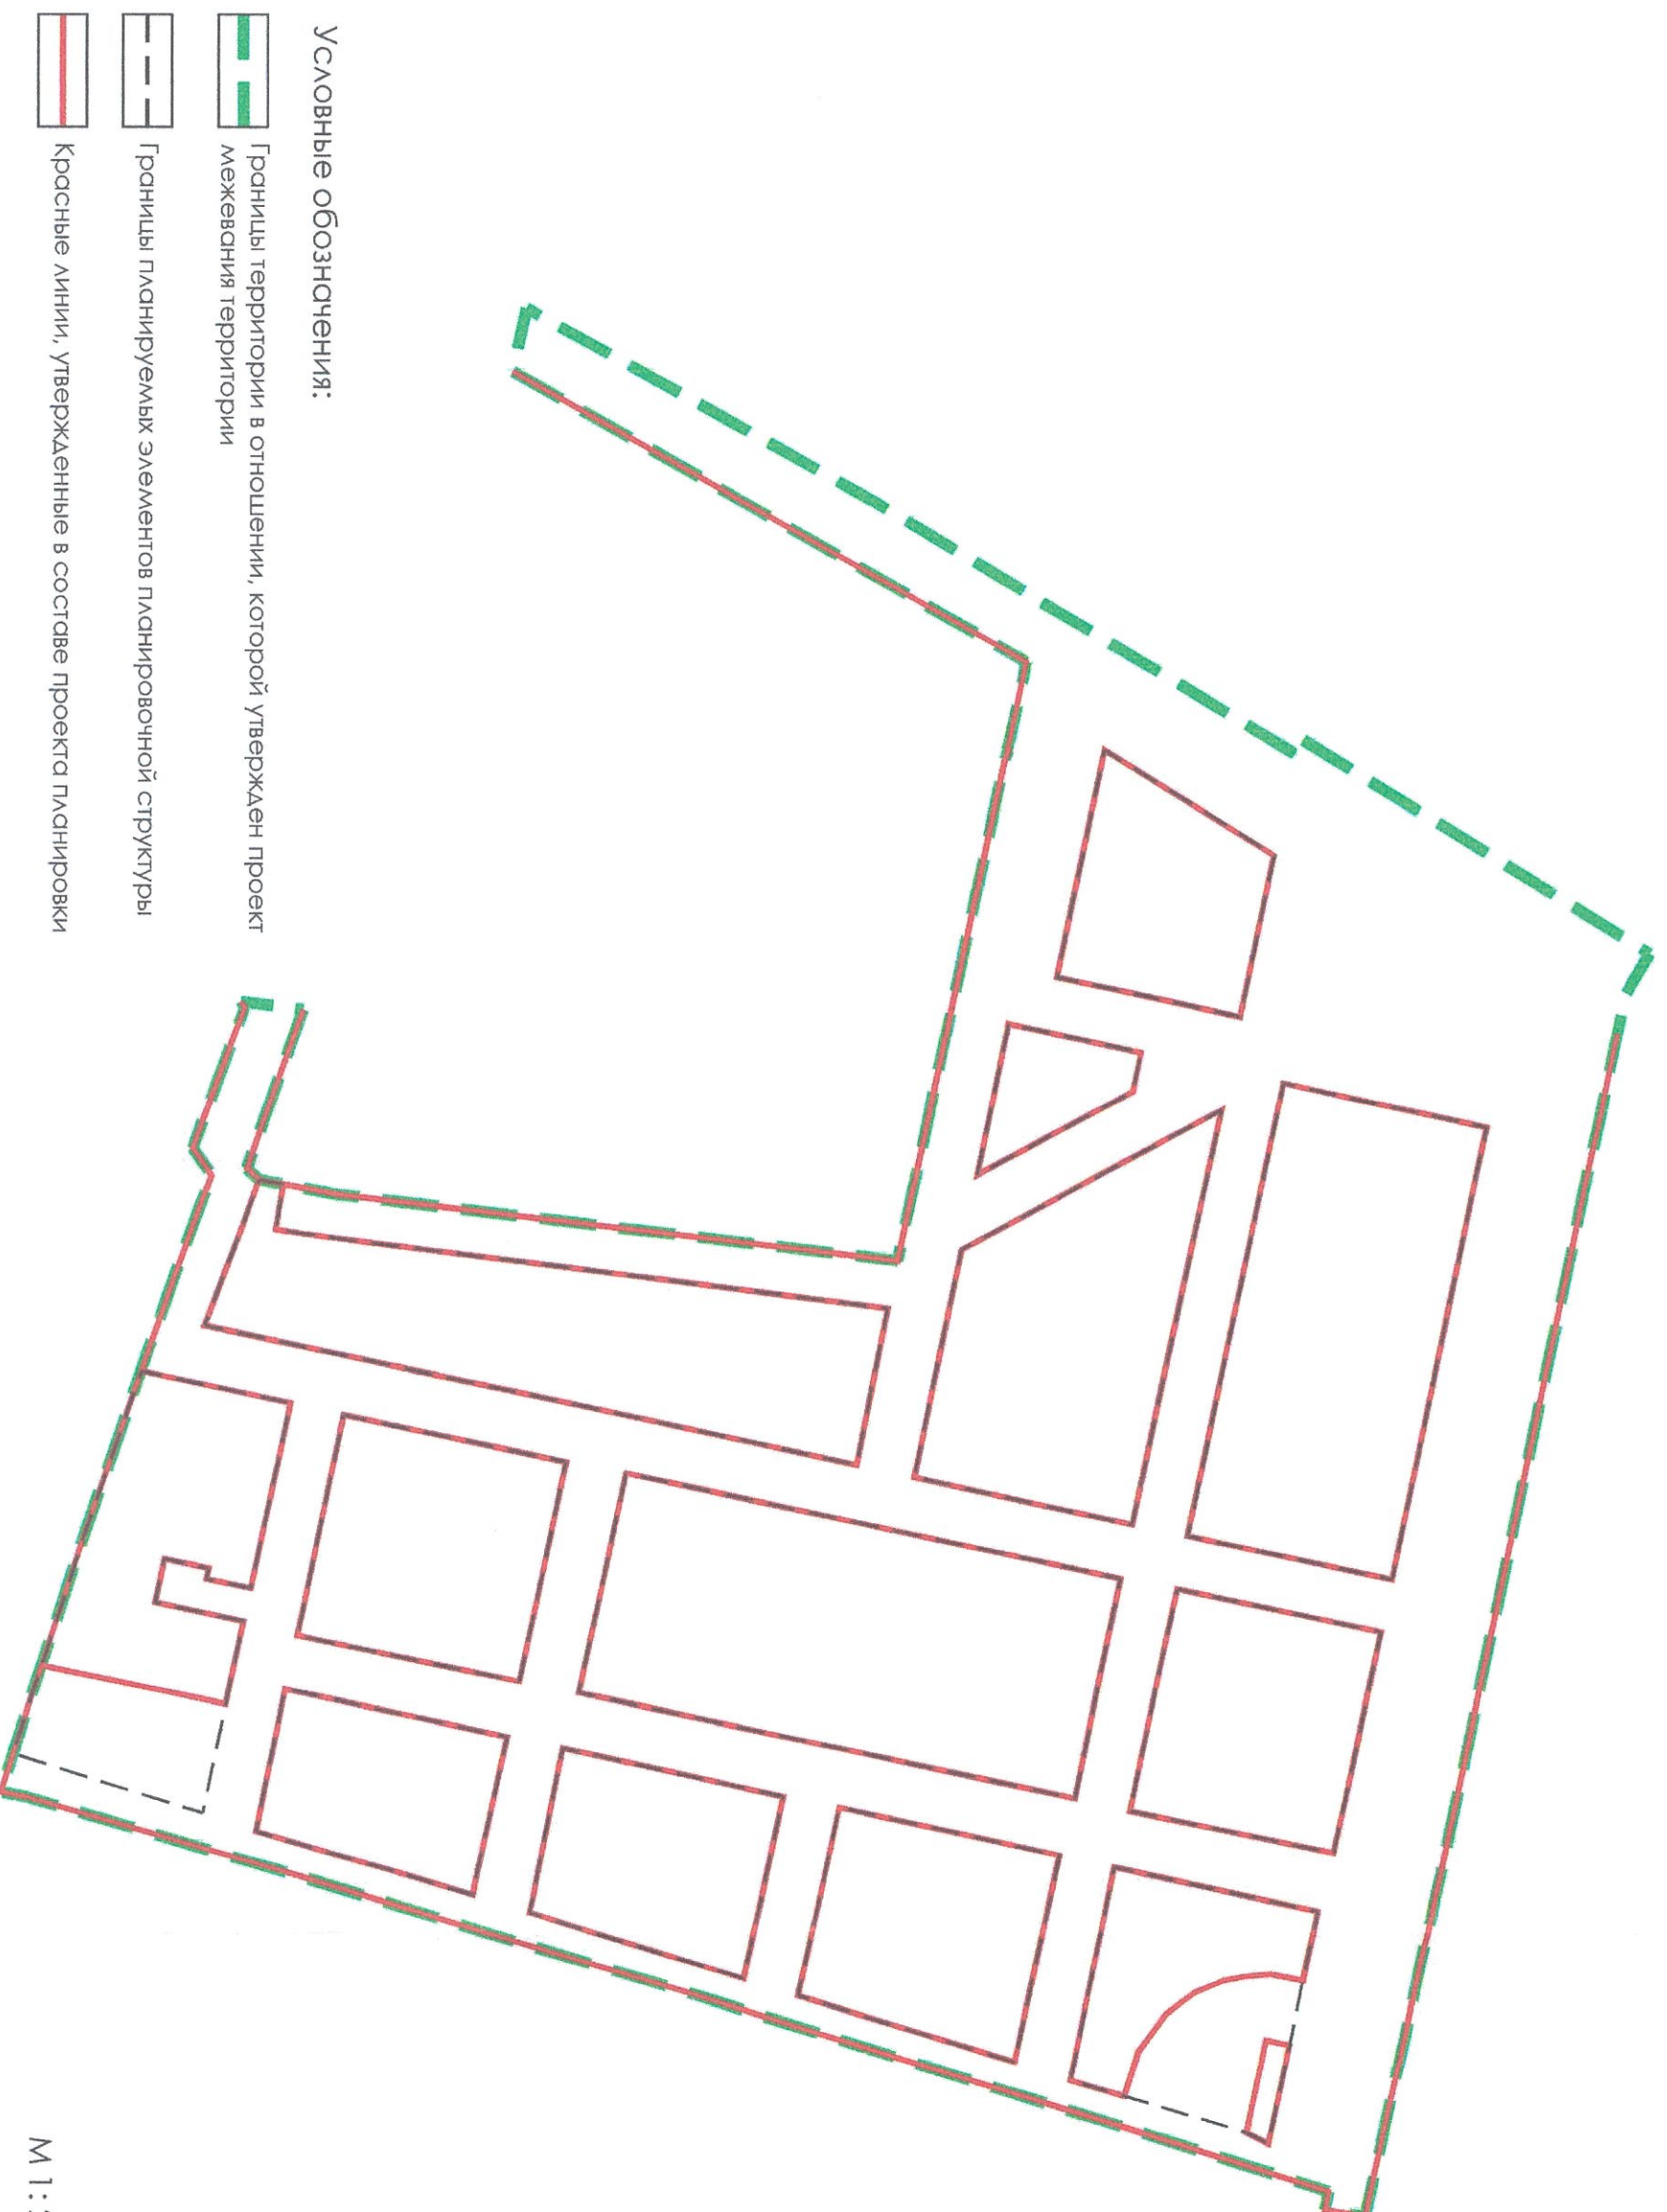 Условные обозначения:
Границы территории в отношении, которой утвержден проект
межевания территории
Границы планируемых элементов планировочной структуры
Красные линии, утвержденные в составе проекта планировки
М 1: